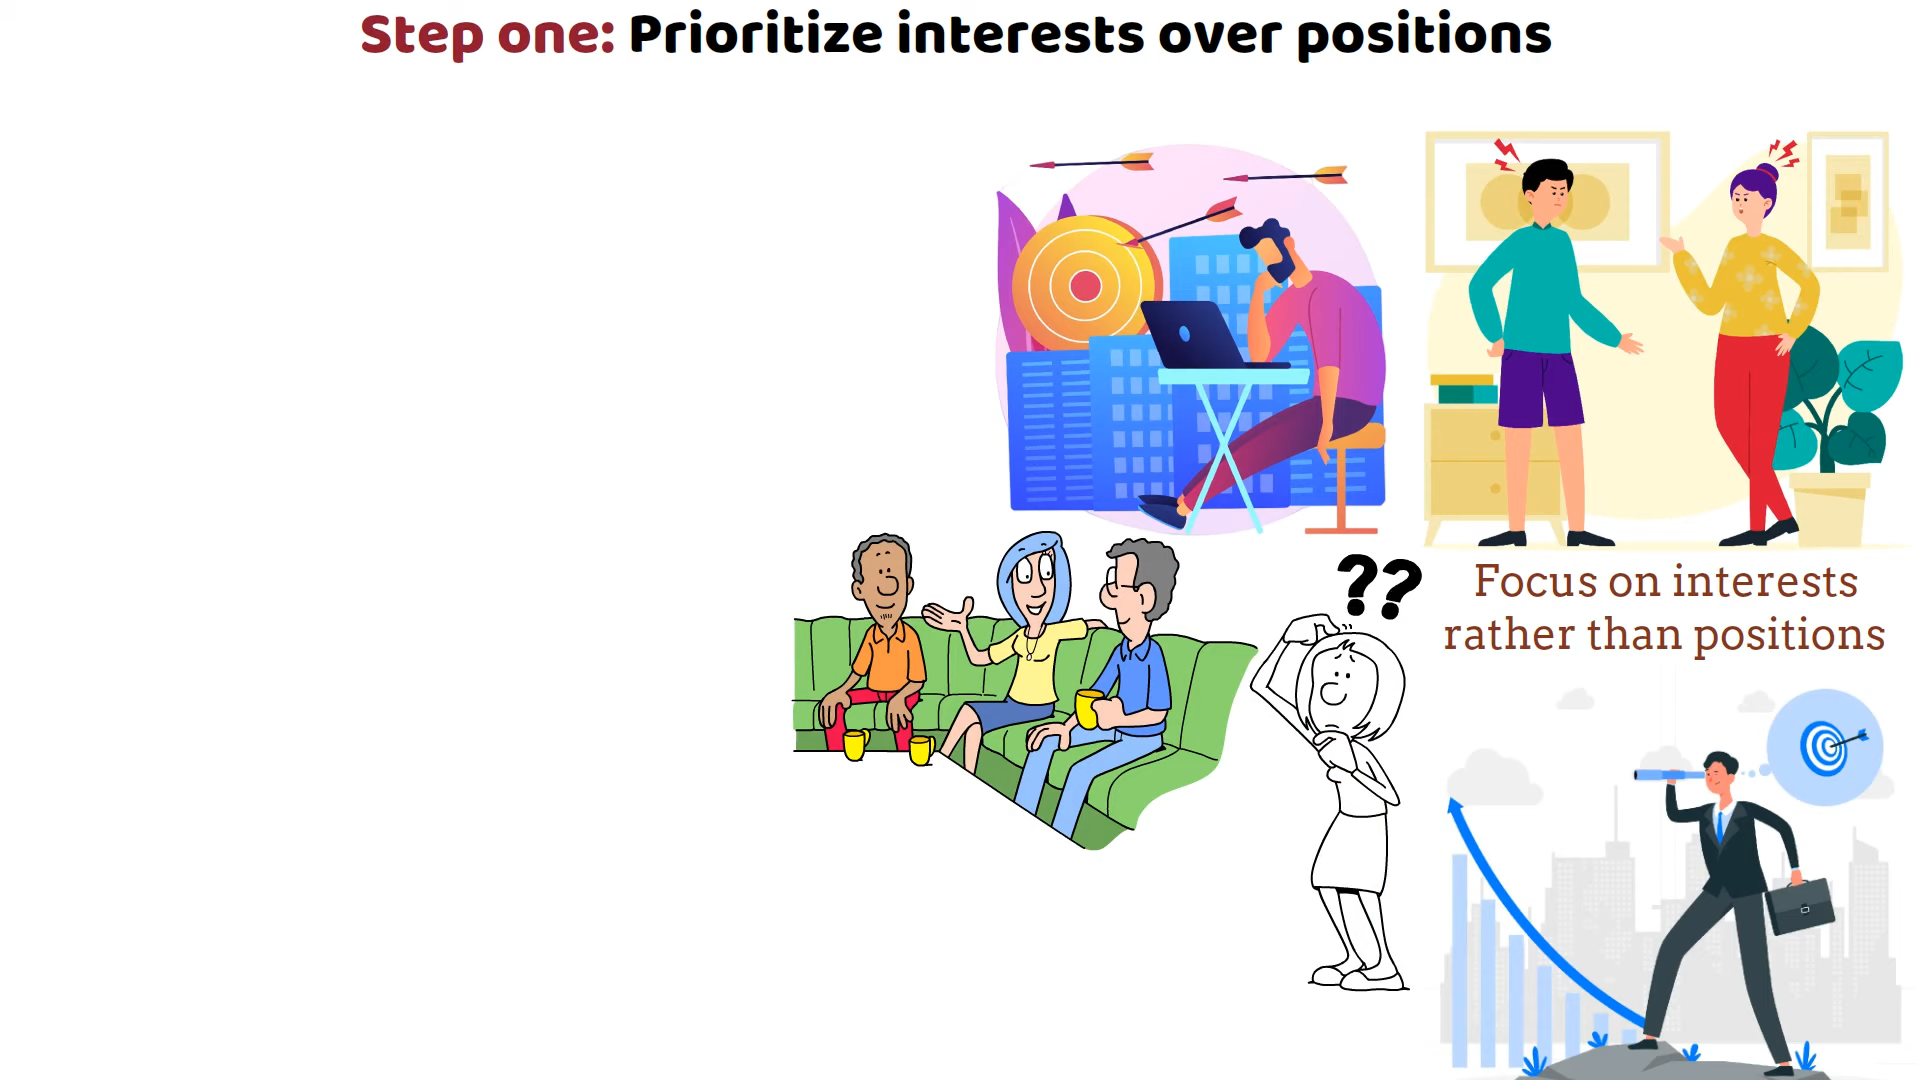 Step one: Prioritize interests over positions
??
Focus on interests
rather than positions